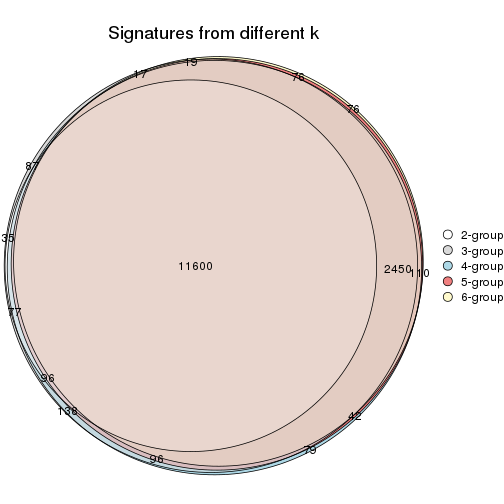 Signatures from different k
19
17
76
76
87
35
2-group
3-group
4-group
5-group
6-group
11600
2450
110
77
96
138
42
79
96